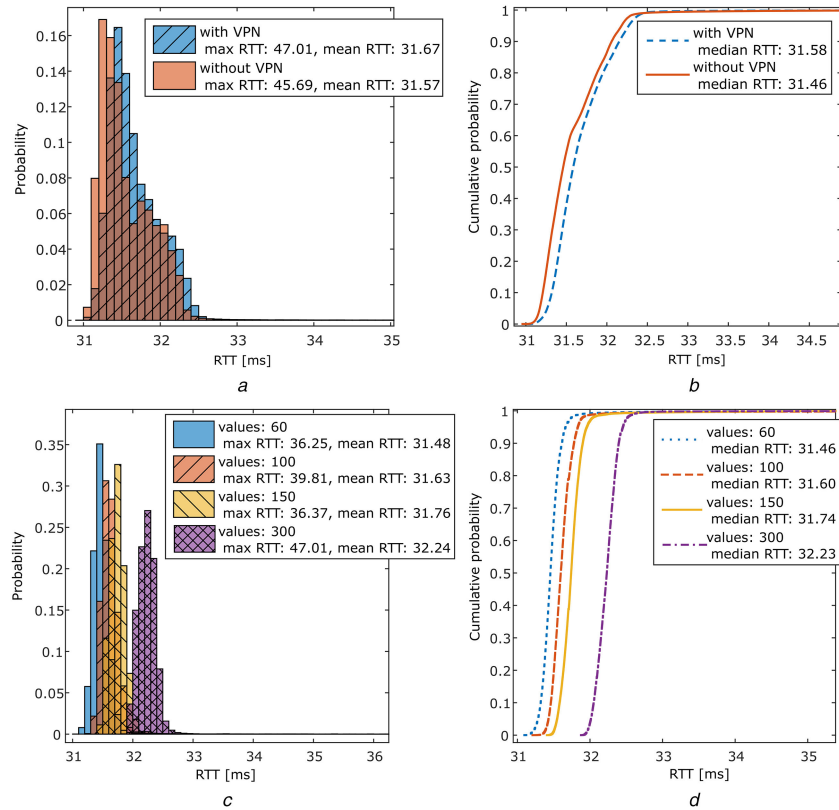 with VPN
max RTT: 47.01, mean RTT: 31.67
without VPN
max RTT: 45.69, mean RTT: 31.57
0.16
0.14
0.12
0.1
0.08
0.06
0.04
0.02
0
Probability
31
32
33
34
35
RTT [ms]
a
with VPN
median RTT: 31.58
without VPN
median RTT: 31.46
1
0.9
0.8
0.7
0.6
0.5
0.4
0.3
0.2
0.1
0
Cumulative probability
31
31.5
32
32.5
33
33.5
34
34.5
RTT [ms]
b
values: 60
max RTT: 36.25, mean RTT: 31.48
values: 100
max RTT: 39.81, mean RTT: 31.63
values: 150
max RTT: 36.37, mean RTT: 31.76
values: 300
max RTT: 47.01, mean RTT: 32.24
0.35
0.3
0.25
0.2
0.15
0.1
0.05
0
Probability
31
32
33
34
35
36
RTT [ms]
c
values: 60
median RTT: 31.46
values: 100
median RTT: 31.60
values: 150
median RTT: 31.74
values: 300
median RTT: 32.23
1
0.9
0.8
0.7
0.6
0.5
0.4
0.3
0.2
0.1
0
Cumulative probability
31
32
33
34
35
RTT [ms]
d